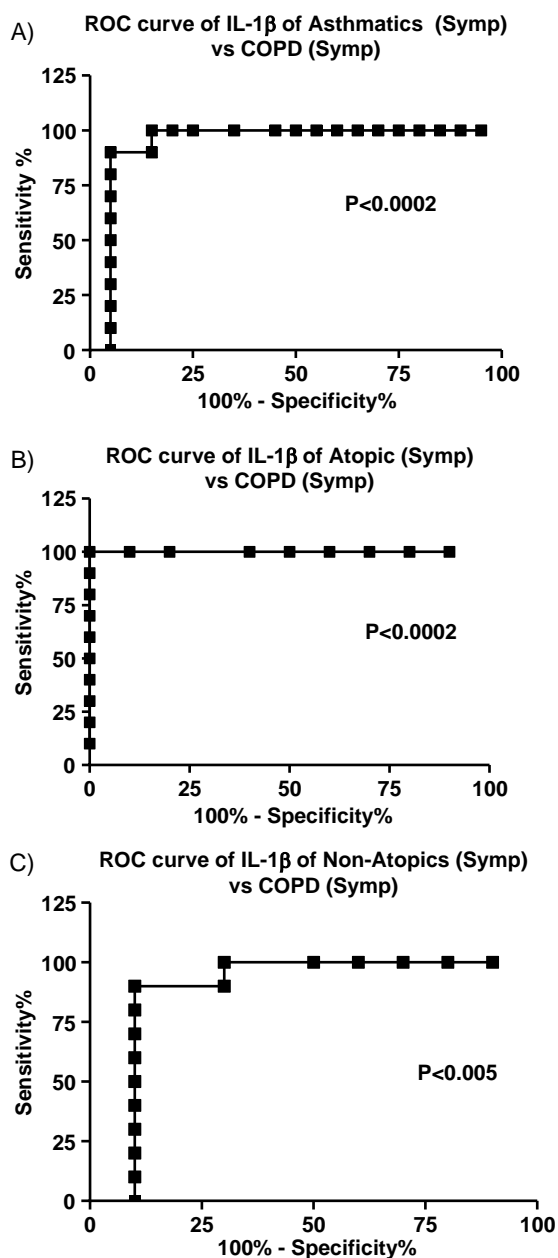 A)
ROC curve of IL-1β of Asthmatics (Symp)
vs COPD (Symp)
125
100
75
50
25
0
Sensitivity %
P<0.0002
0 25 50 75 100
100% - Specificity%
B)
ROC curve of IL-1β of Atopic (Symp)
vs COPD (Symp)
125
100
75
50
25
0
Sensitivity%
P<0.0002
0 25 50 75 100
100% - Specificity%
C)
ROC curve of IL-1β of Non-Atopics (Symp)
vs COPD (Symp)
125
100
75
50
25
0
Sensitivity%
P<0.005
0 25 50 75 100
100% - Specificity%